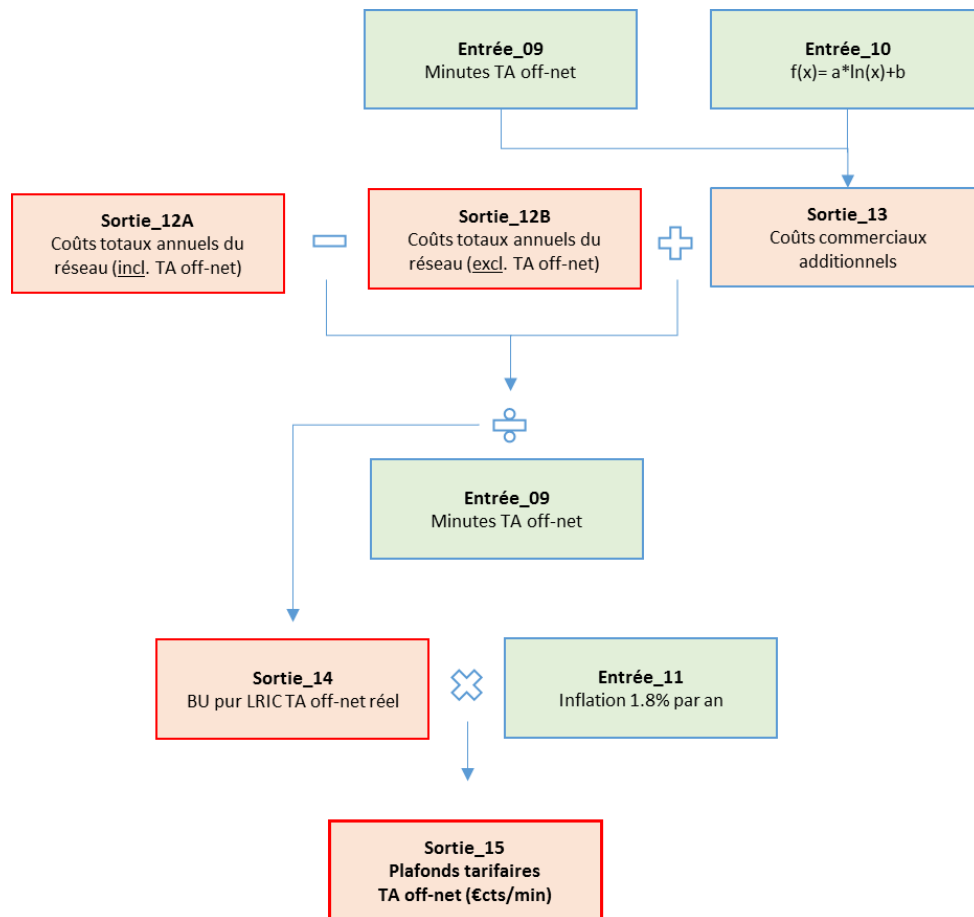 Entrée_09
Minutes TA off-net
Entrée_10
f(x)= a*ln(x)+b
Sortie_12A
Coûts totaux annuels du
réseau (incl. TA off-net)
Sortie_12B
Coûts totaux annuels du
réseau (excl. TA off-net)
Sortie_13
Coûts commerciaux
additionnels
Entrée_09
Minutes TA off-net
Sortie_14
BU pur LRIC TA off-net réel
Entrée_11
Inflation 1.8% par an
Sortie_15
Plafonds tarifaires
TA off-net (€cts/min)